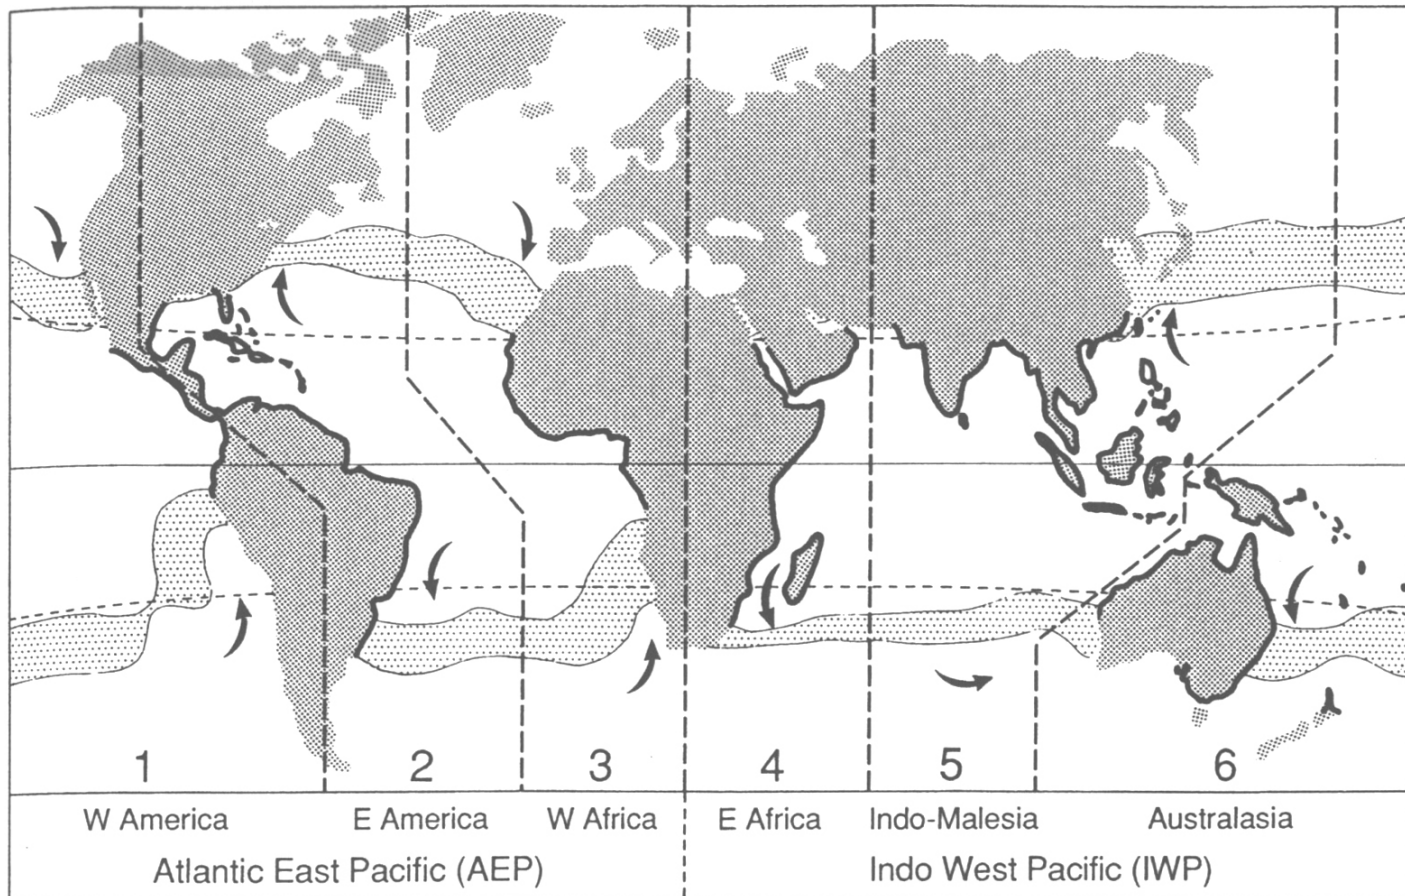 1 2 3 4 5 6
W America E America W Africa E Africa Indo-Malesia Australasia
Atlantic East Pacific (AEP) Indo West Pacific (IWP)